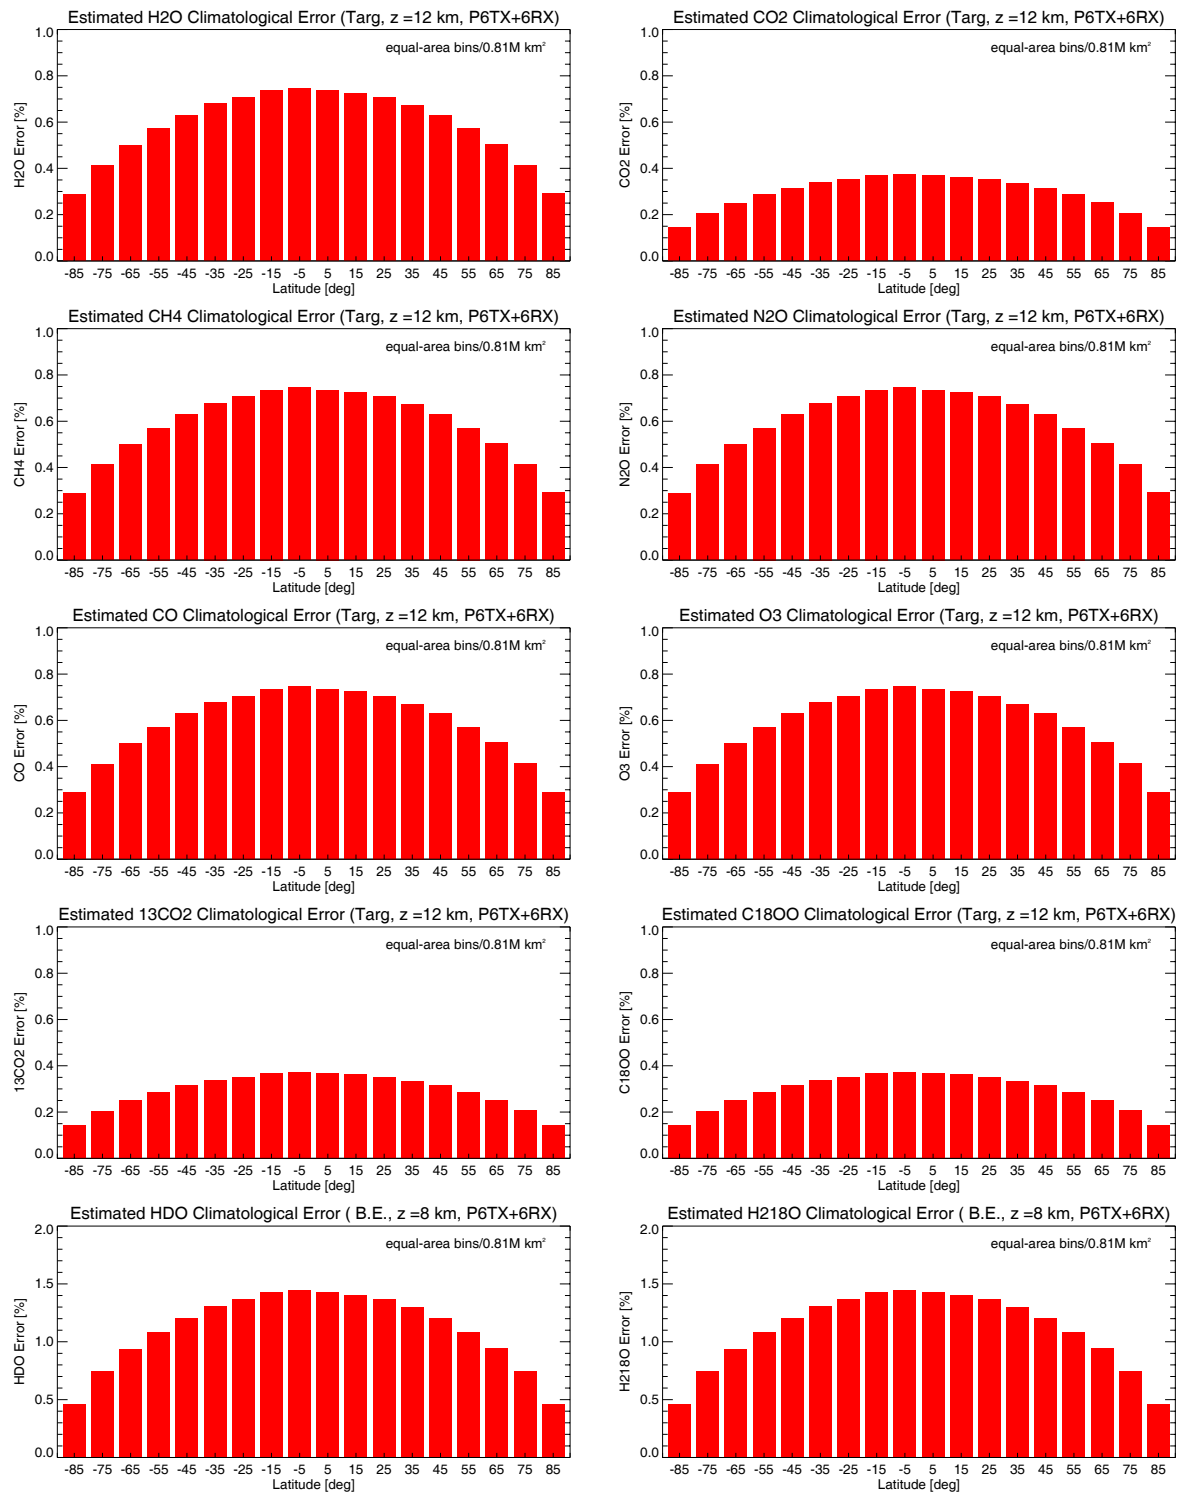 Estimated H2O Climatological Error (Targ, z =12 km, P6TX+6RX)
equal-area bins/0.81M km²
H2O Error [%]
1.0
0.8
0.6
0.4
0.2
0.0
-85 -75 -65 -55 -45 -35 -25 -15 -5 5 15 25 35 45 55 65 75 85
Latitude [deg]
Estimated CO2 Climatological Error (Targ, z =12 km, P6TX+6RX)
equal-area bins/0.81M km²
CO2 Error [%]
1.0
0.8
0.6
0.4
0.2
0.0
-85 -75 -65 -55 -45 -35 -25 -15 -5 5 15 25 35 45 55 65 75 85
Latitude [deg]
Estimated CH4 Climatological Error (Targ, z =12 km, P6TX+6RX)
equal-area bins/0.81M km²
CH4 Error [%]
1.0
0.8
0.6
0.4
0.2
0.0
-85 -75 -65 -55 -45 -35 -25 -15 -5 5 15 25 35 45 55 65 75 85
Latitude [deg]
Estimated N2O Climatological Error (Targ, z =12 km, P6TX+6RX)
equal-area bins/0.81M km²
N2O Error [%]
1.0
0.8
0.6
0.4
0.2
0.0
-85 -75 -65 -55 -45 -35 -25 -15 -5 5 15 25 35 45 55 65 75 85
Latitude [deg]
Estimated CO Climatological Error (Targ, z =12 km, P6TX+6RX)
equal-area bins/0.81M km²
CO Error [%]
1.0
0.8
0.6
0.4
0.2
0.0
-85 -75 -65 -55 -45 -35 -25 -15 -5 5 15 25 35 45 55 65 75 85
Latitude [deg]
Estimated O3 Climatological Error (Targ, z =12 km, P6TX+6RX)
equal-area bins/0.81M km²
O3 Error [%]
1.0
0.8
0.6
0.4
0.2
0.0
-85 -75 -65 -55 -45 -35 -25 -15 -5 5 15 25 35 45 55 65 75 85
Latitude [deg]
Estimated 13CO2 Climatological Error (Targ, z =12 km, P6TX+6RX)
equal-area bins/0.81M km²
13CO2 Error [%]
1.0
0.8
0.6
0.4
0.2
0.0
-85 -75 -65 -55 -45 -35 -25 -15 -5 5 15 25 35 45 55 65 75 85
Latitude [deg]
Estimated C18OO Climatological Error (Targ, z =12 km, P6TX+6RX)
equal-area bins/0.81M km²
C18OO Error [%]
1.0
0.8
0.6
0.4
0.2
0.0
-85 -75 -65 -55 -45 -35 -25 -15 -5 5 15 25 35 45 55 65 75 85
Latitude [deg]
Estimated HDO Climatological Error ( B.E., z =8 km, P6TX+6RX)
equal-area bins/0.81M km²
HDO Error [%]
2.0
1.5
1.0
0.5
0.0
-85 -75 -65 -55 -45 -35 -25 -15 -5 5 15 25 35 45 55 65 75 85
Latitude [deg]
Estimated H218O Climatological Error ( B.E., z =8 km, P6TX+6RX)
equal-area bins/0.81M km²
H218O Error [%]
2.0
1.5
1.0
0.5
0.0
-85 -75 -65 -55 -45 -35 -25 -15 -5 5 15 25 35 45 55 65 75 85
Latitude [deg]